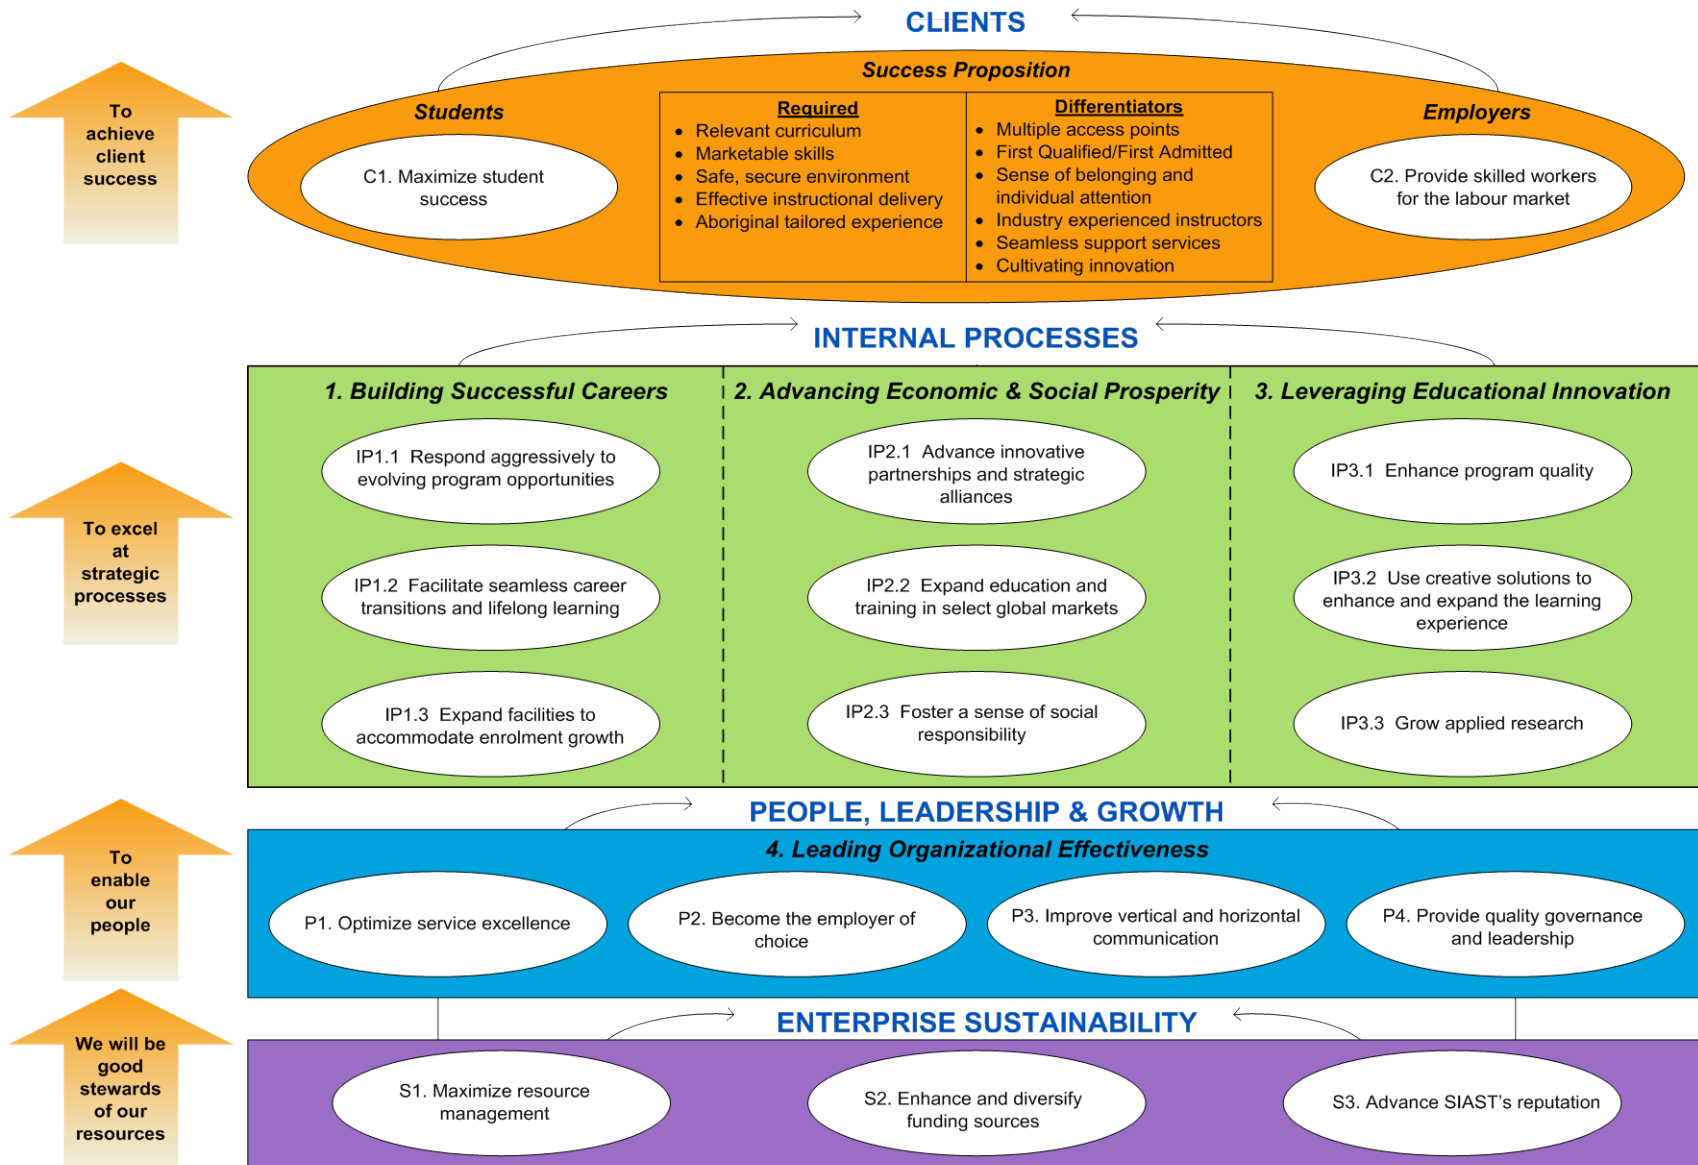 CLIENTS
To
achieve
client
success
Success Proposition
Students
C1. Maximize student
success
Required
• Relevant curriculum
• Marketable skills
• Safe, secure environment
• Effective instructional delivery
• Aboriginal tailored experience
Differentiators
• Multiple access points
• First Qualified/First Admitted
• Sense of belonging and
individual attention
• Industry experienced instructors
• Seamless support services
• Cultivating innovation
Employers
C2. Provide skilled workers
for the labour market
INTERNAL PROCESSES
To excel
at
strategic
processes
1. Building Successful Careers
IP1.1 Respond aggressively to
evolving program opportunities
IP1.2 Facilitate seamless career
transitions and lifelong learning
IP1.3 Expand facilities to
accommodate enrolment growth
2. Advancing Economic & Social Prosperity
IP2.1 Advance innovative
partnerships and strategic
alliances
IP2.2 Expand education and
training in select global markets
IP2.3 Foster a sense of social
responsibility
3. Leveraging Educational Innovation
IP3.1 Enhance program quality
IP3.2 Use creative solutions to
enhance and expand the learning
experience
IP3.3 Grow applied research
PEOPLE, LEADERSHIP & GROWTH
To
enable
our
people
4. Leading Organizational Effectiveness
P1. Optimize service excellence
P2. Become the employer of
choice
P3. Improve vertical and horizontal
communication
P4. Provide quality governance
and leadership
ENTERPRISE SUSTAINABILITY
We will be
good
stewards
of our
resources
S1. Maximize resource
management
S2. Enhance and diversify
funding sources
S3. Advance SIAST's reputation